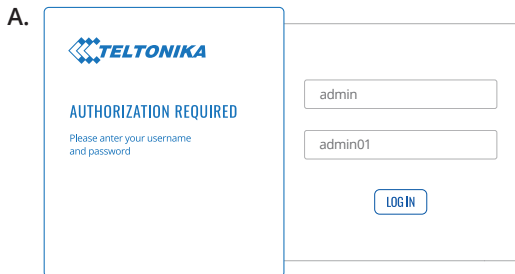 A.
TELTONIKA
AUTHORIZATION REQUIRED
Please anter your username
and password
admin
admin01
LOG IN